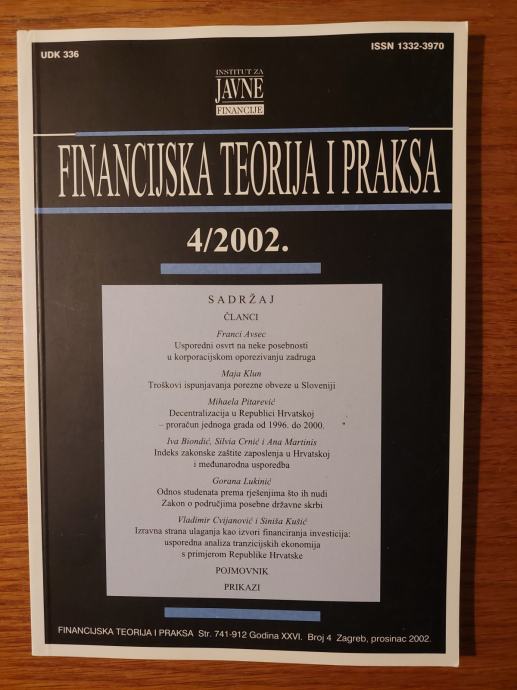 UDK 336
ISSN 1332-3970
INSTITUT ZA
JAVNE
FINANCIJE
FINANCIJSKA TEORIJA I PRAKSA
4/2002.
SADRŽAJ
ČLANCI
Franci Avsec
Usporedni osvrt na neke posebnosti
u korporacijskom oporezivanju zadruga
Maja Klun
Troškovi ispunjavanja porezne obveze u Sloveniji
Mihaela Pitarević
Decentralizacija u Republici Hrvatskoj
– proračun jednoga grada od 1996. do 2000.
Iva Biondić, Silvia Crnić i Ana Martinis
Indeks zakonske zaštite zaposlenja u Hrvatskoj
i međunarodna usporedba
Gorana Lukinić
Odnos studenata prema rješenjima što ih nudi
Zakon o područjima posebne državne skrbi
Vladimir Cvijanović i Siniša Kušić
Izravna strana ulaganja kao izvori financiranja investicija:
usporedna analiza tranzicijskih ekonomija
s primjerom Republike Hrvatske
POJMOVNIK
PRIKAZI
FINANCIJSKA TEORIJA I PRAKSA Str. 741-912 Godina XXVI. Broj 4 Zagreb, prosinac 2002.